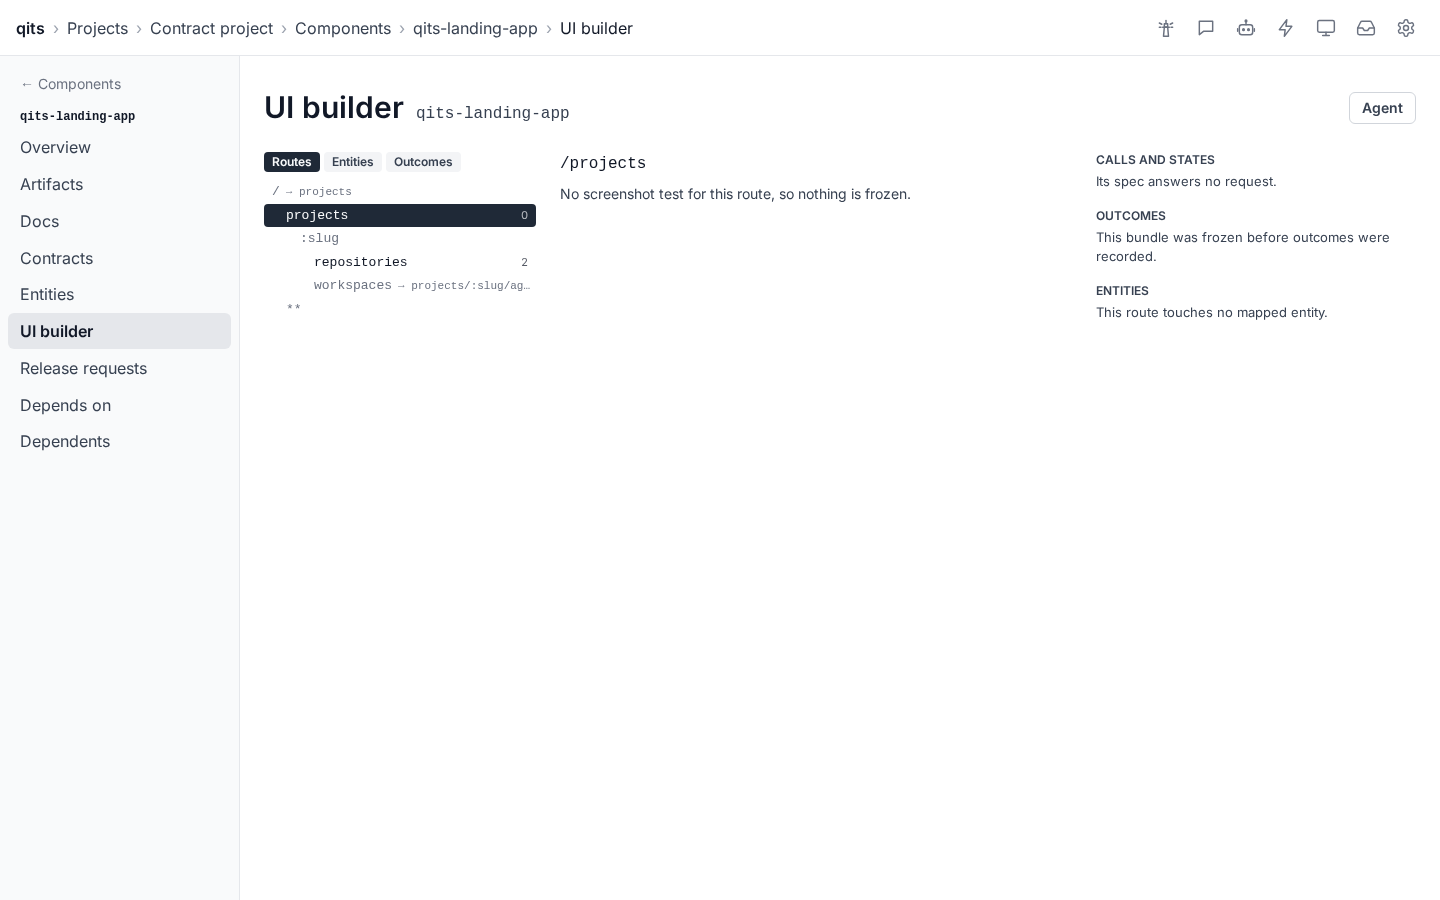 qits › Projects › Contract project › Components › qits-landing-app › UI builder
← Components
qits-landing-app
Overview
Artifacts
Docs
Contracts
Entities
UI builder
Release requests
Depends on
Dependents
UI builder qits-landing-app
Agent
Routes Entities Outcomes
/ → projects
projects 0
:slug
repositories 2
workspaces → projects/:slug/ag…
**
/projects
No screenshot test for this route, so nothing is frozen.
CALLS AND STATES
Its spec answers no request.
OUTCOMES
This bundle was frozen before outcomes were
recorded.
ENTITIES
This route touches no mapped entity.